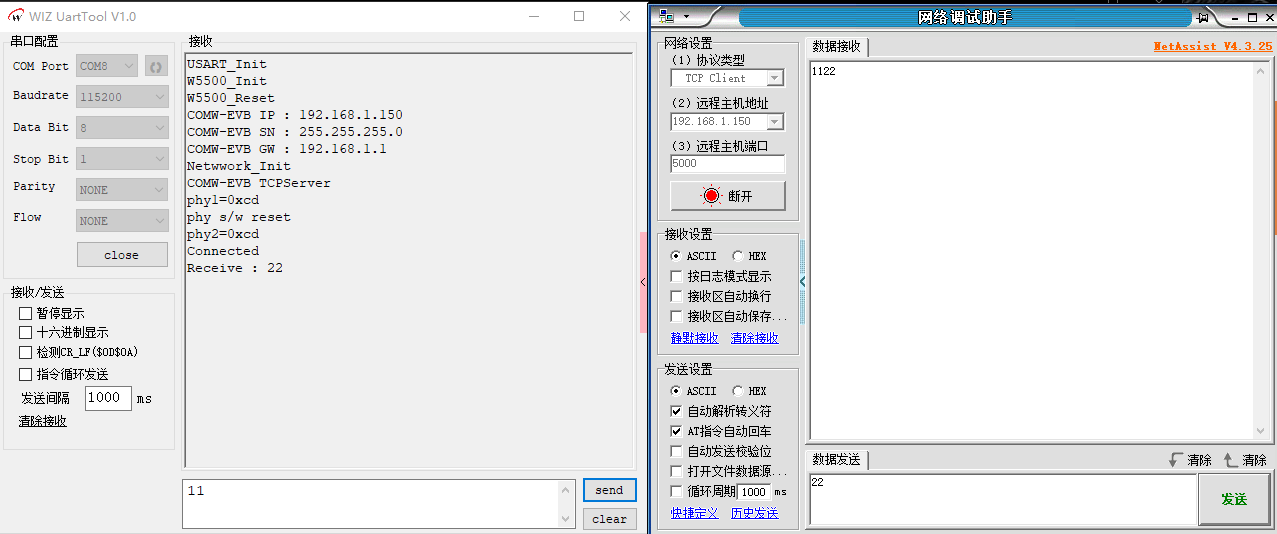 WIZ UartTool V1.0
串口配置
COM Port COM8
Baudrate 115200
Data Bit 8
Stop Bit 1
Parity NONE
Flow NONE
close
接收/发送
暂停显示
十六进制显示
检测CR_LF($0D$0A)
指令循环发送
发送间隔 1000 ms
清除接收
接收
USART_Init
W5500_Init
W5500_Reset
COMW-EVB IP : 192.168.1.150
COMW-EVB SN : 255.255.255.0
COMW-EVB GW : 192.168.1.1
Netwwork_Init
COMW-EVB TCPServer
phy1=0xcd
phy s/w reset
phy2=0xcd
Connected
Receive : 22
11
send
clear
网络调试助手
网络设置
(1) 协议类型
TCP Client
(2) 远程主机地址
192.168.1.150
(3) 远程主机端口
5000
断开
接收设置
ASCII HEX
按日志模式显示
接收区自动换行
接收区自动保存...
静默接收 清除接收
发送设置
ASCII HEX
自动解析转义符
AT指令自动回车
自动发送校验位
打开文件数据源...
循环周期 1000 ms
快捷定义 历史发送
数据接收
NetAssist V4.3.25
1122
数据发送
清除 清除
22
发送